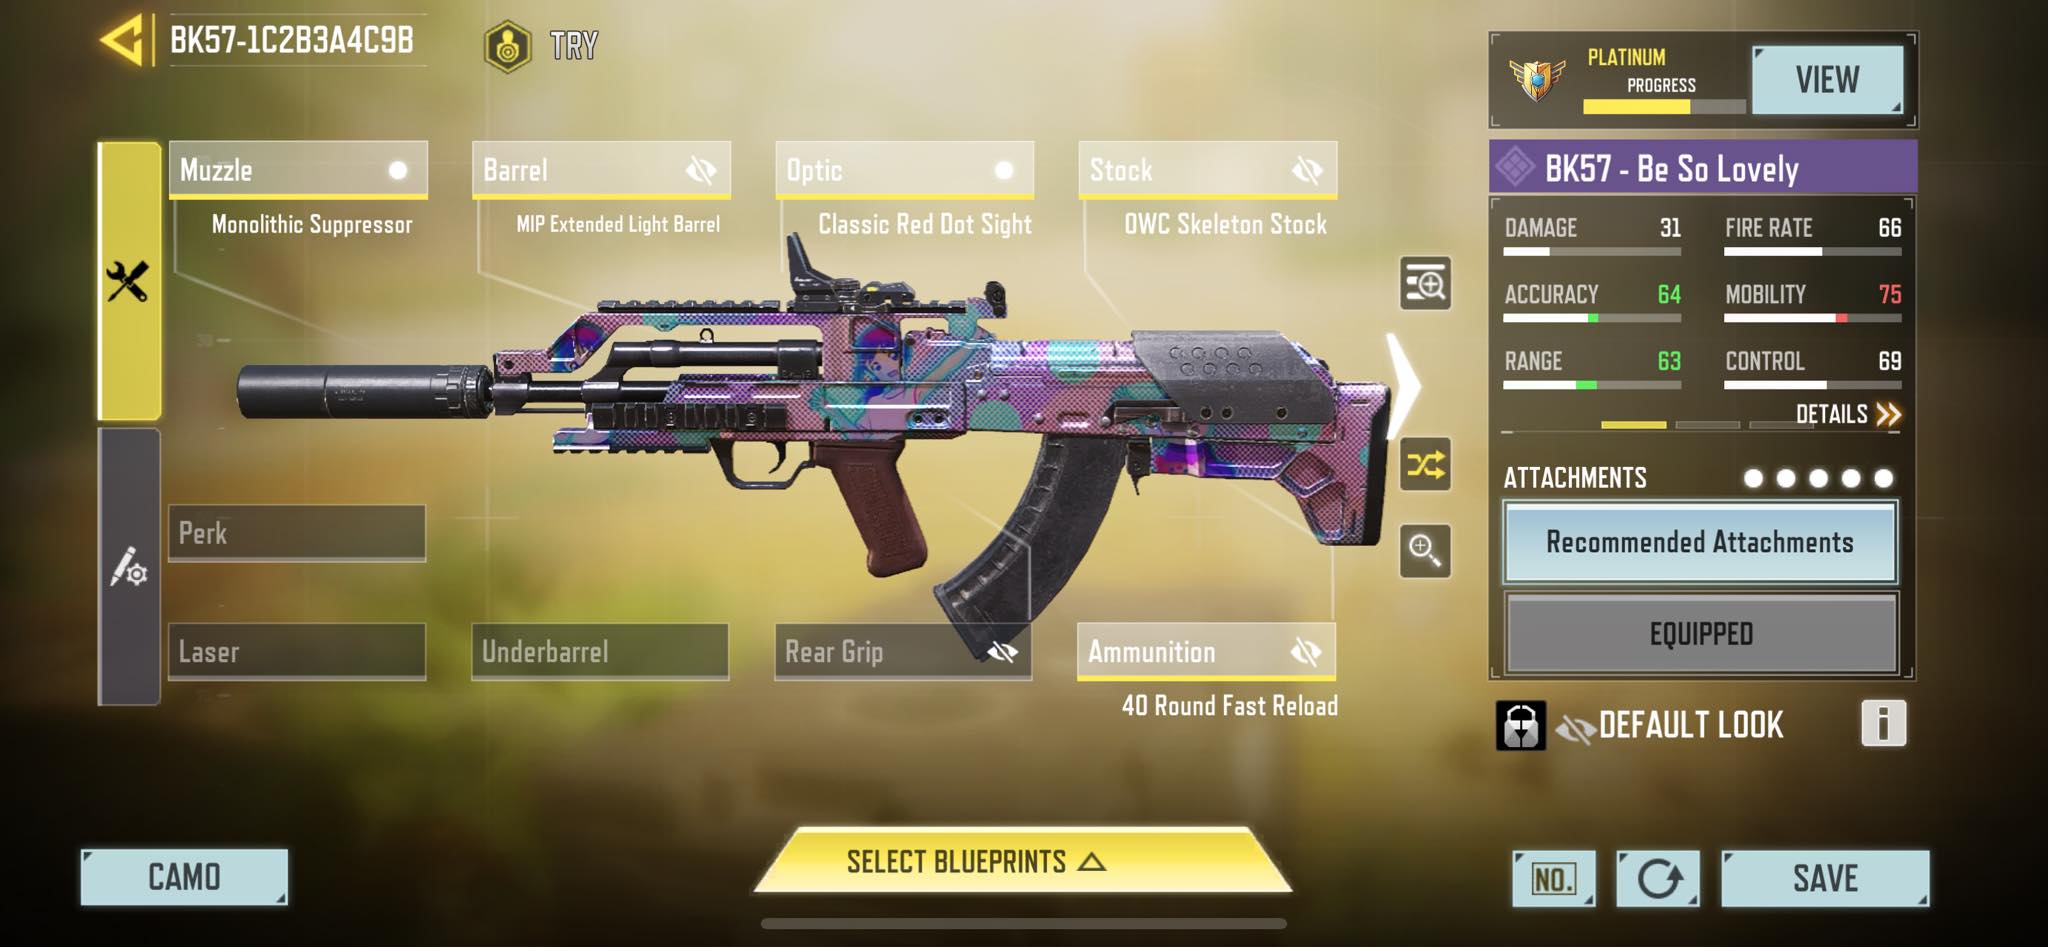 BK57-1C2B3A4C9B
TRY
PLATINUM
PROGRESS
VIEW
Muzzle
Monolithic Suppressor
Barrel
MIP Extended Light Barrel
Optic
Classic Red Dot Sight
Stock
OWC Skeleton Stock
BK57 - Be So Lovely
DAMAGE 31
FIRE RATE 66
ACCURACY 64
MOBILITY 75
RANGE 63
CONTROL 69
DETAILS
ATTACHMENTS
Recommended Attachments
EQUIPPED
Perk
Laser
Underbarrel
Rear Grip
Ammunition
40 Round Fast Reload
DEFAULT LOOK
i
CAMO
SELECT BLUEPRINTS
NO.
SAVE